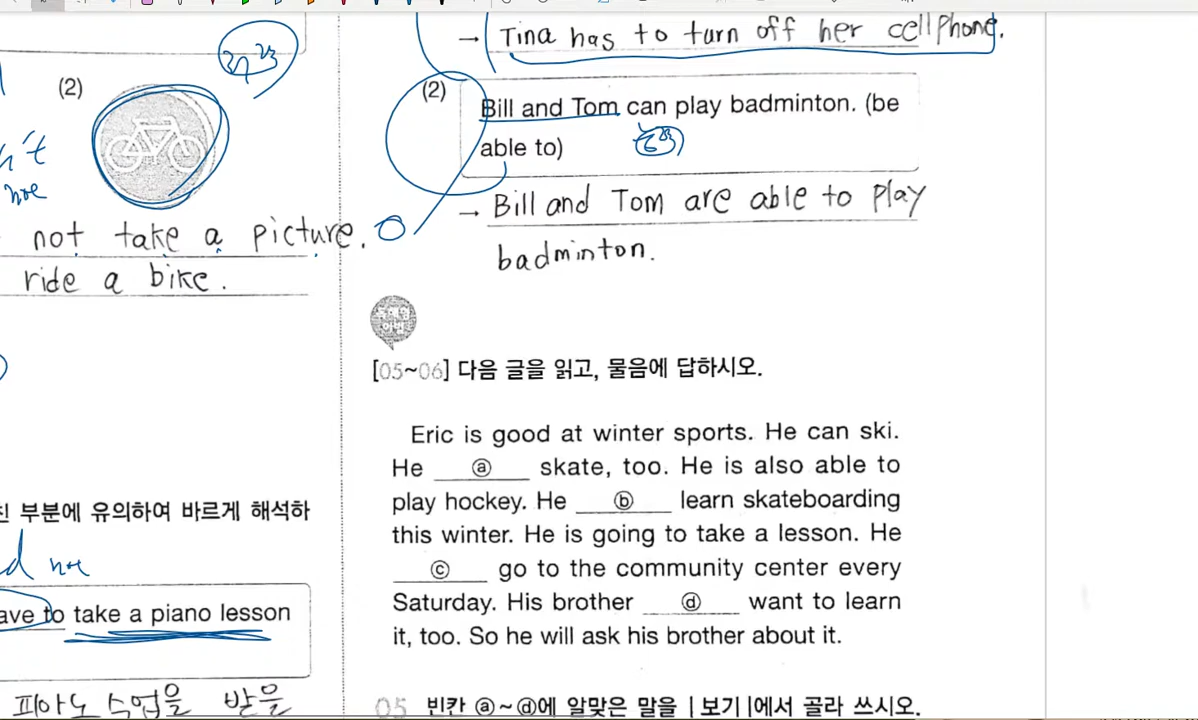 (2)
not take a picture.
ride a bike.
친 부분에 유의하여 바르게 해석하
not
ave to take a piano lesson
피아노 수업을 받을
→ Tina has to turn off her cellphone.
(2) Bill and Tom can play badminton. (be
able to)
→ Bill and Tom are able to play
badminton.
독해형
어법
[05~06] 다음 글을 읽고, 물음에 답하시오.
Eric is good at winter sports. He can ski.
He ⓐ skate, too. He is also able to
play hockey. He ⓑ learn skateboarding
this winter. He is going to take a lesson. He
ⓒ go to the community center every
Saturday. His brother ⓓ want to learn
it, too. So he will ask his brother about it.
05 빈칸 ⓐ~ⓓ에 알맞은 말을 | 보기 |에서 골라 쓰시오.